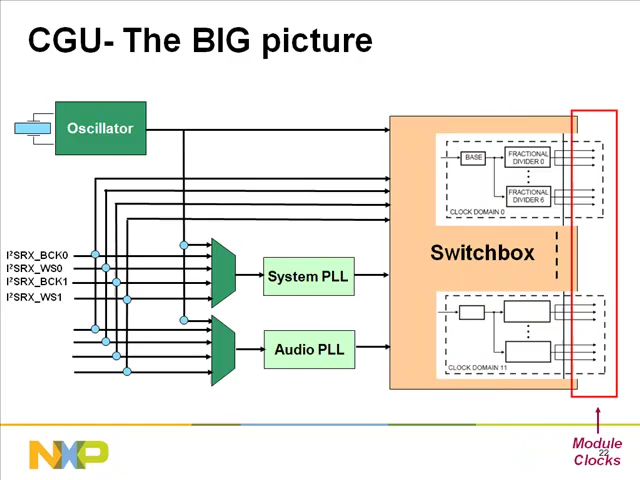 CGU- The BIG picture
Oscillator
BASE
FRACTIONAL
DIVIDER 0
FRACTIONAL
DIVIDER 6
CLOCK DOMAIN 0
I²SRX_BCK0
I²SRX_WS0
I²SRX_BCK1
I²SRX_WS1
Switchbox
System PLL
Audio PLL
CLOCK DOMAIN 11
Module
Clocks
22
NXP